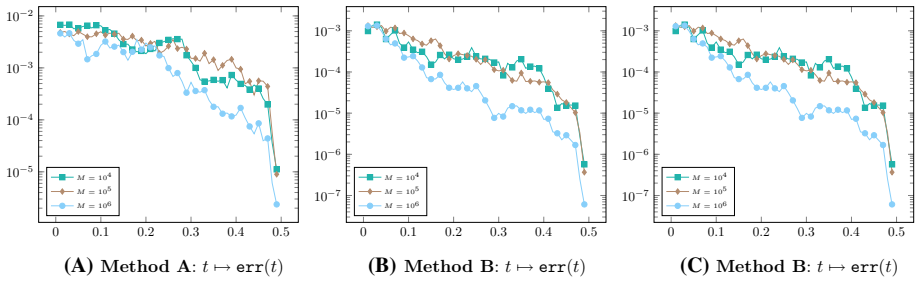 10^−2
10^−3
10^−4
10^−5
M = 10^4
M = 10^5
M = 10^6
0 0.1 0.2 0.3 0.4 0.5
(A) Method A: t ↦ err(t)
10^−3
10^−4
10^−5
10^−6
10^−7
M = 10^4
M = 10^5
M = 10^6
0 0.1 0.2 0.3 0.4 0.5
(B) Method B: t ↦ err(t)
10^−3
10^−4
10^−5
10^−6
10^−7
M = 10^4
M = 10^5
M = 10^6
0 0.1 0.2 0.3 0.4 0.5
(C) Method B: t ↦ err(t)